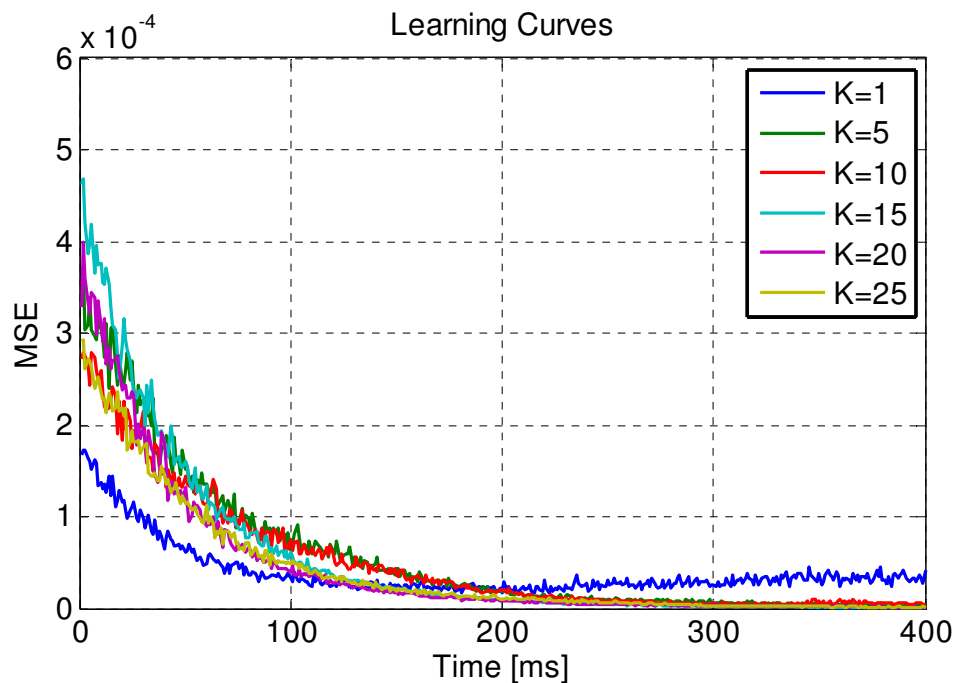 Learning Curves
x 10⁻⁴
6
5
4
3
2
1
0
MSE
K=1
K=5
K=10
K=15
K=20
K=25
0 100 200 300 400
Time [ms]